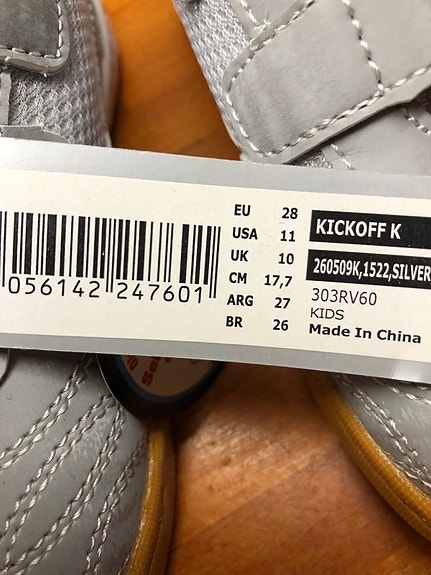 EU 28
USA 11
UK 10
CM 17,7
ARG 27
BR 26
KICKOFF K
260509K,1522,SILVER
303RV60
KIDS
Made In China
056142 247601